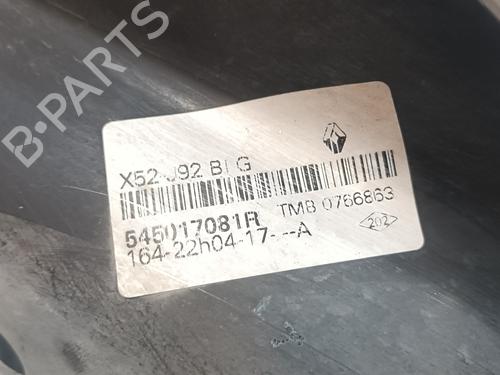 B-PARTS
X52 J92 BI G
545017081R TMB 0766863
164-22h04-17---A
202